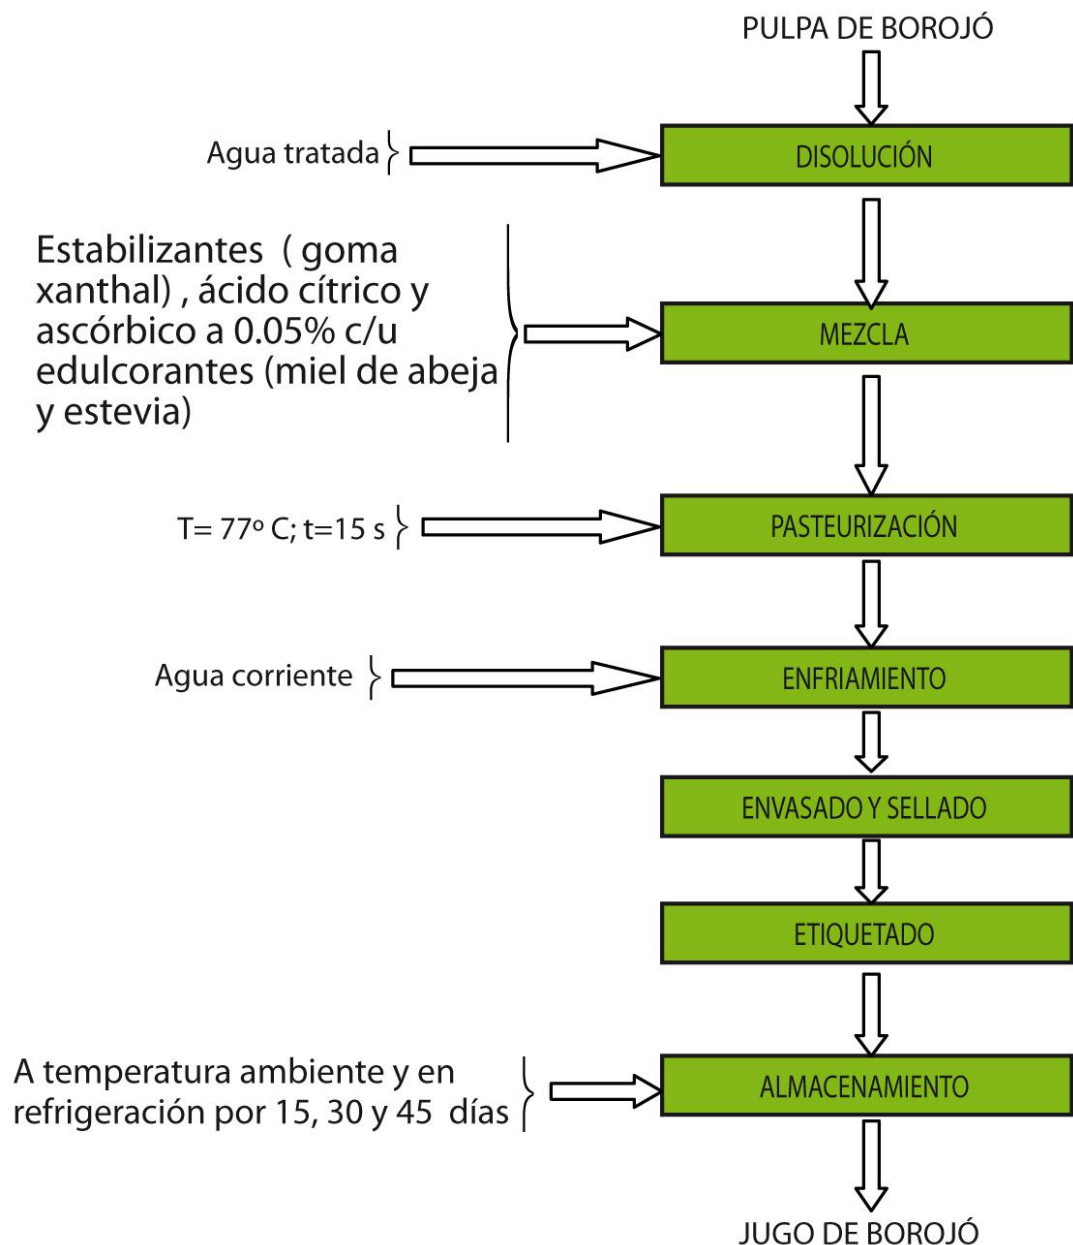 PULPA DE BOROJÓ
Agua tratada
DISOLUCIÓN
Estabilizantes ( goma
xanthal) , ácido cítrico y
ascórbico a 0.05% c/u
edulcorantes (miel de abeja
y estevia)
MEZCLA
T= 77º C; t=15 s
PASTEURIZACIÓN
Agua corriente
ENFRIAMIENTO
ENVASADO Y SELLADO
ETIQUETADO
A temperatura ambiente y en
refrigeración por 15, 30 y 45 días
ALMACENAMIENTO
JUGO DE BOROJÓ